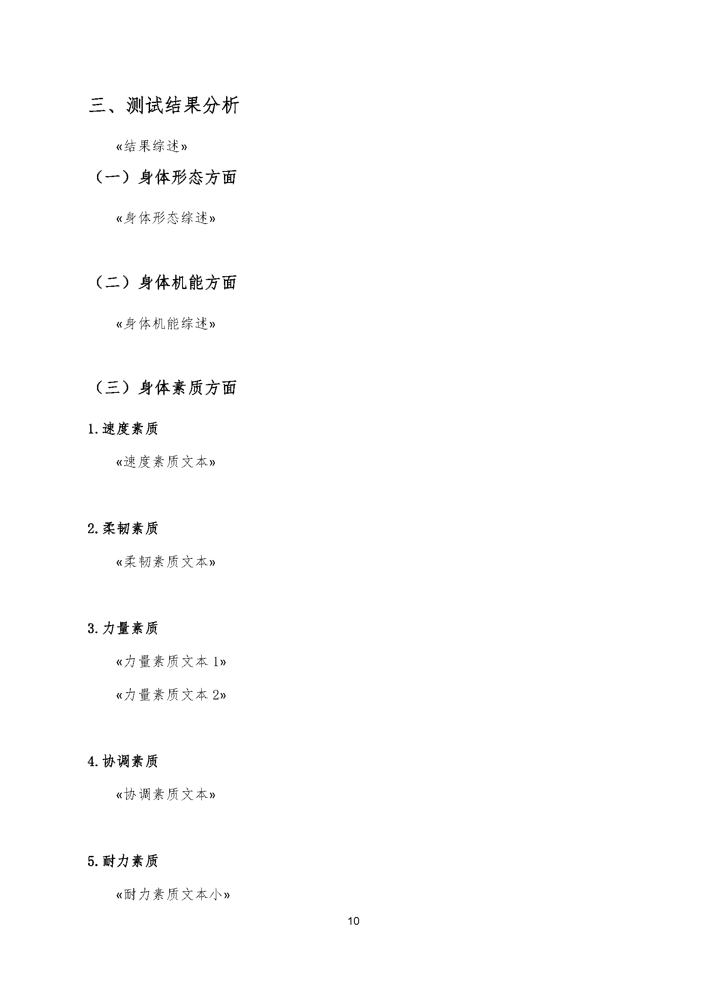 三、测试结果分析
«结果综述»
（一）身体形态方面
«身体形态综述»
（二）身体机能方面
«身体机能综述»
（三）身体素质方面
1.速度素质
«速度素质文本»
2.柔韧素质
«柔韧素质文本»
3.力量素质
«力量素质文本 1»
«力量素质文本 2»
4.协调素质
«协调素质文本»
5.耐力素质
«耐力素质文本小»
10